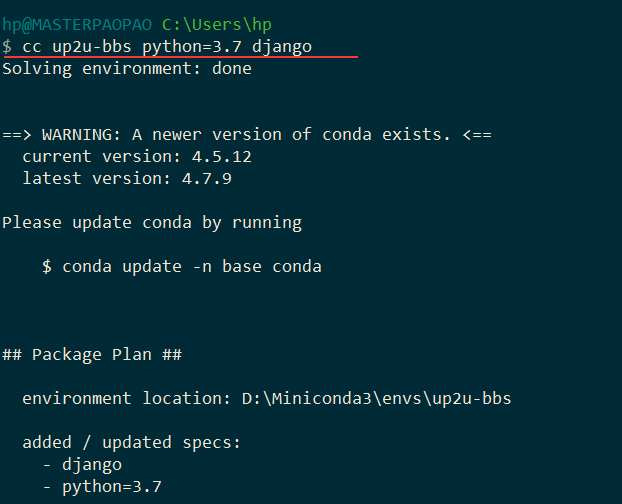 hp@MASTERPAOPAO C:\Users\hp
$ cc up2u-bbs python=3.7 django
Solving environment: done
==> WARNING: A newer version of conda exists. <==
current version: 4.5.12
latest version: 4.7.9
Please update conda by running
$ conda update -n base conda
## Package Plan ##
environment location: D:\Miniconda3\envs\up2u-bbs
added / updated specs:
- django
- python=3.7